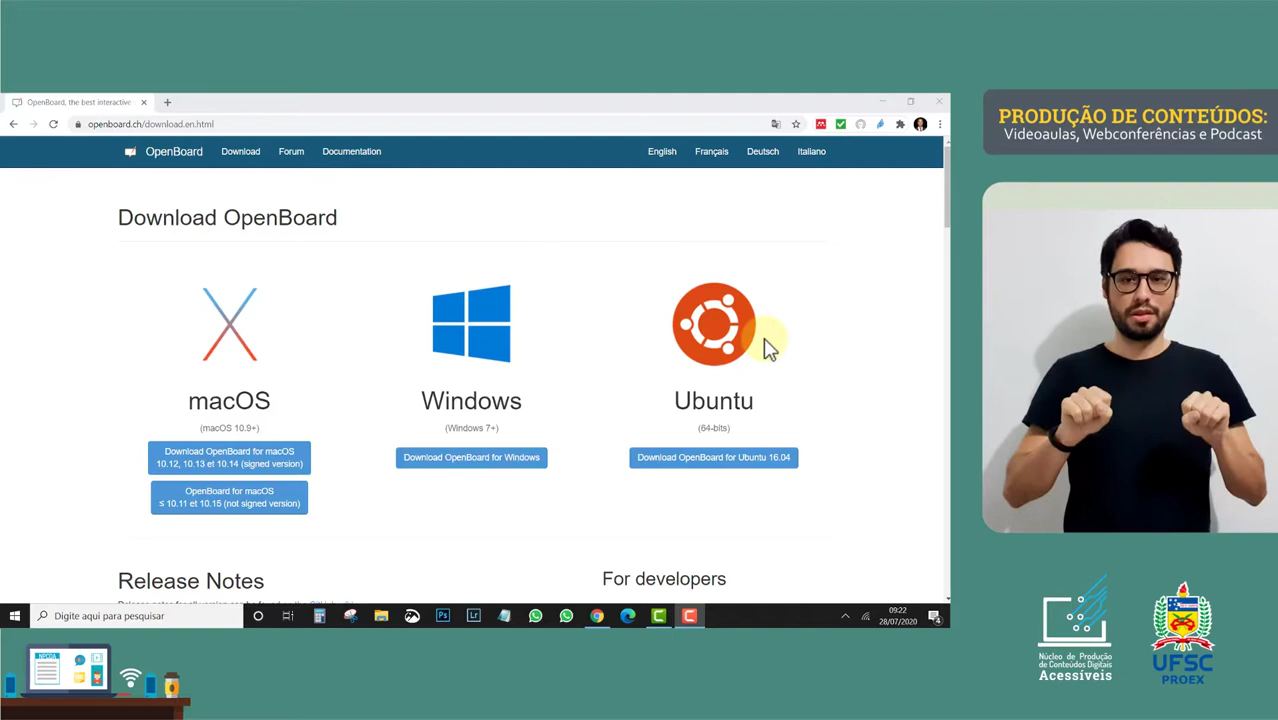 OpenBoard, the best interactive
openboard.ch/download.en.html
OpenBoard Download Forum Documentation English Français Deutsch Italiano
Download OpenBoard
macOS
(macOS 10.9+)
Download OpenBoard for macOS
10.12, 10.13 et 10.14 (signed version)
OpenBoard for macOS
≤ 10.11 et 10.15 (not signed version)
Windows
(Windows 7+)
Download OpenBoard for Windows
Ubuntu
(64-bits)
Download OpenBoard for Ubuntu 16.04
Release Notes
For developers
Digite aqui para pesquisar
Ps
Lr
09:22
28/07/2020
4
PRODUÇÃO DE CONTEÚDOS:
Videoaulas, Webconferências e Podcast
Núcleo de Produção
de Conteúdos Digitais
Acessíveis
UFSC
PROEX
NPCDA